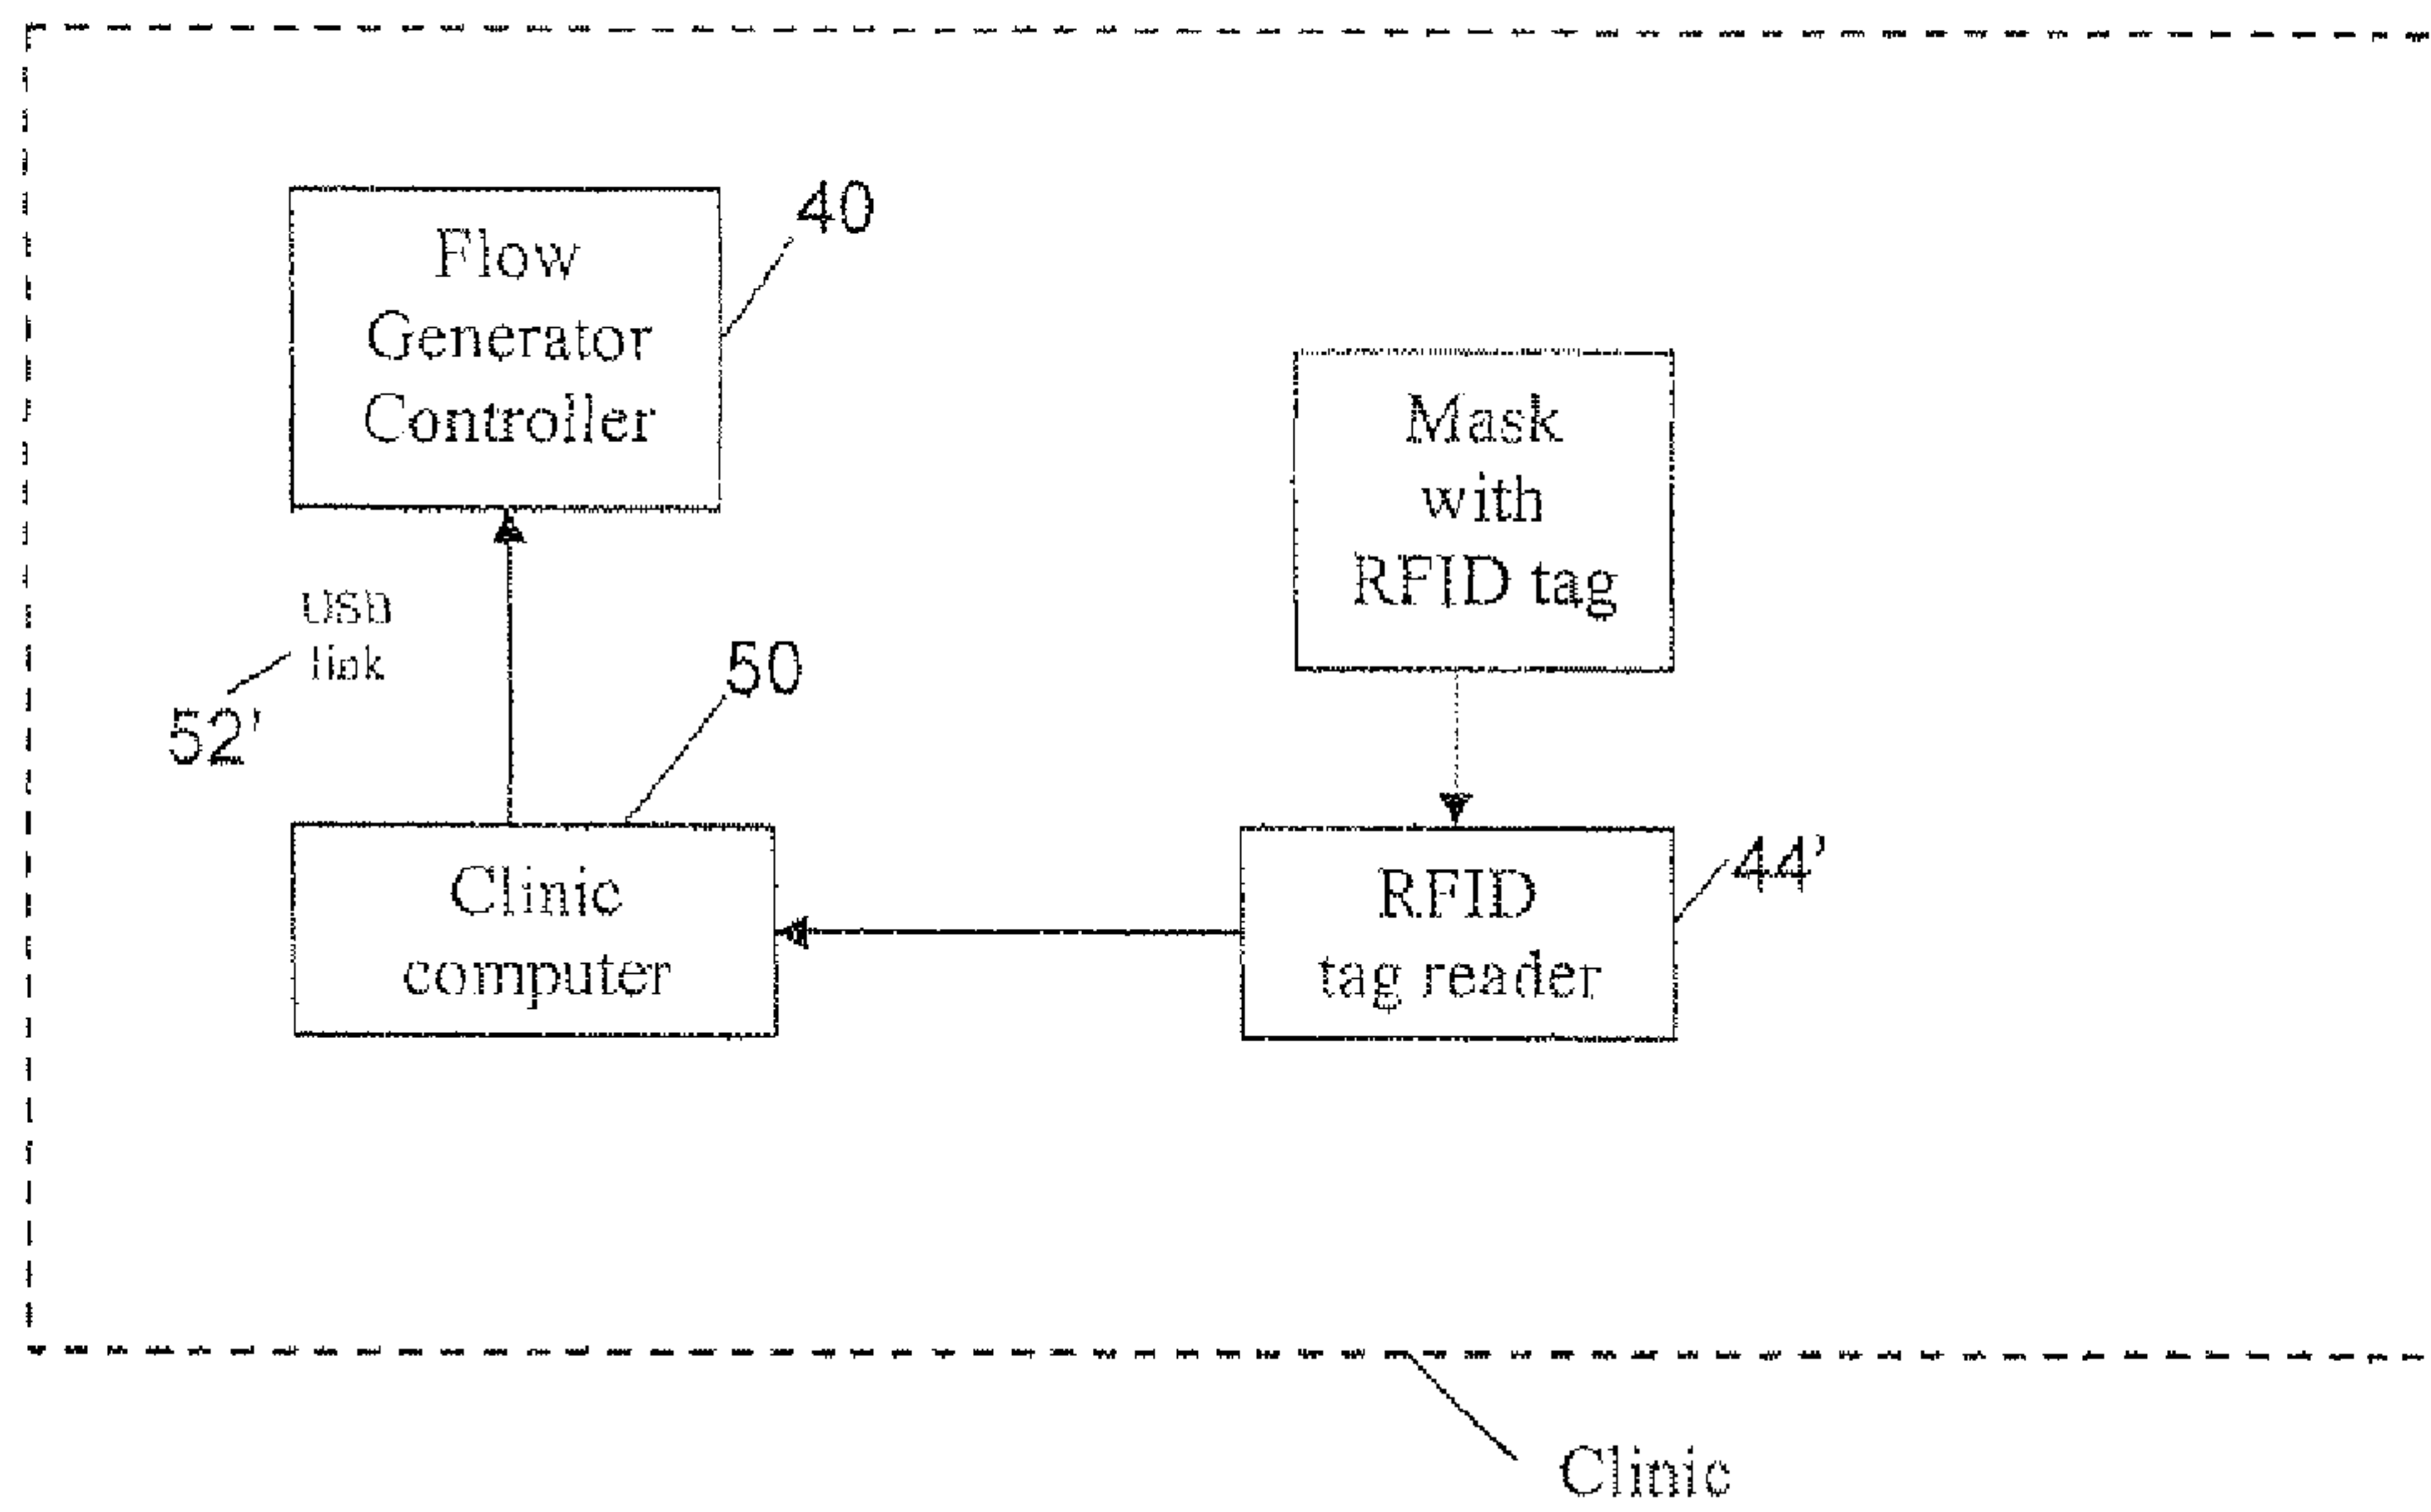 40
Flow
Generator
Controller
Mask
with
RFID tag
USB
link
52'
50
Clinic
computer
RFID
tag reader
44'
Clinic